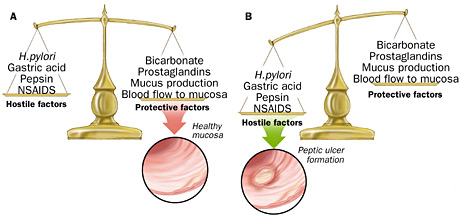 A
H.pylori
Gastric acid
Pepsin
NSAIDS
Hostile factors
Bicarbonate
Prostaglandins
Mucus production
Blood flow to mucosa
Protective factors
Healthy
mucosa
B
H.pylori
Gastric acid
Pepsin
NSAIDS
Hostile factors
Peptic ulcer
formation
Bicarbonate
Prostaglandins
Mucus production
Blood flow to mucosa
Protective factors